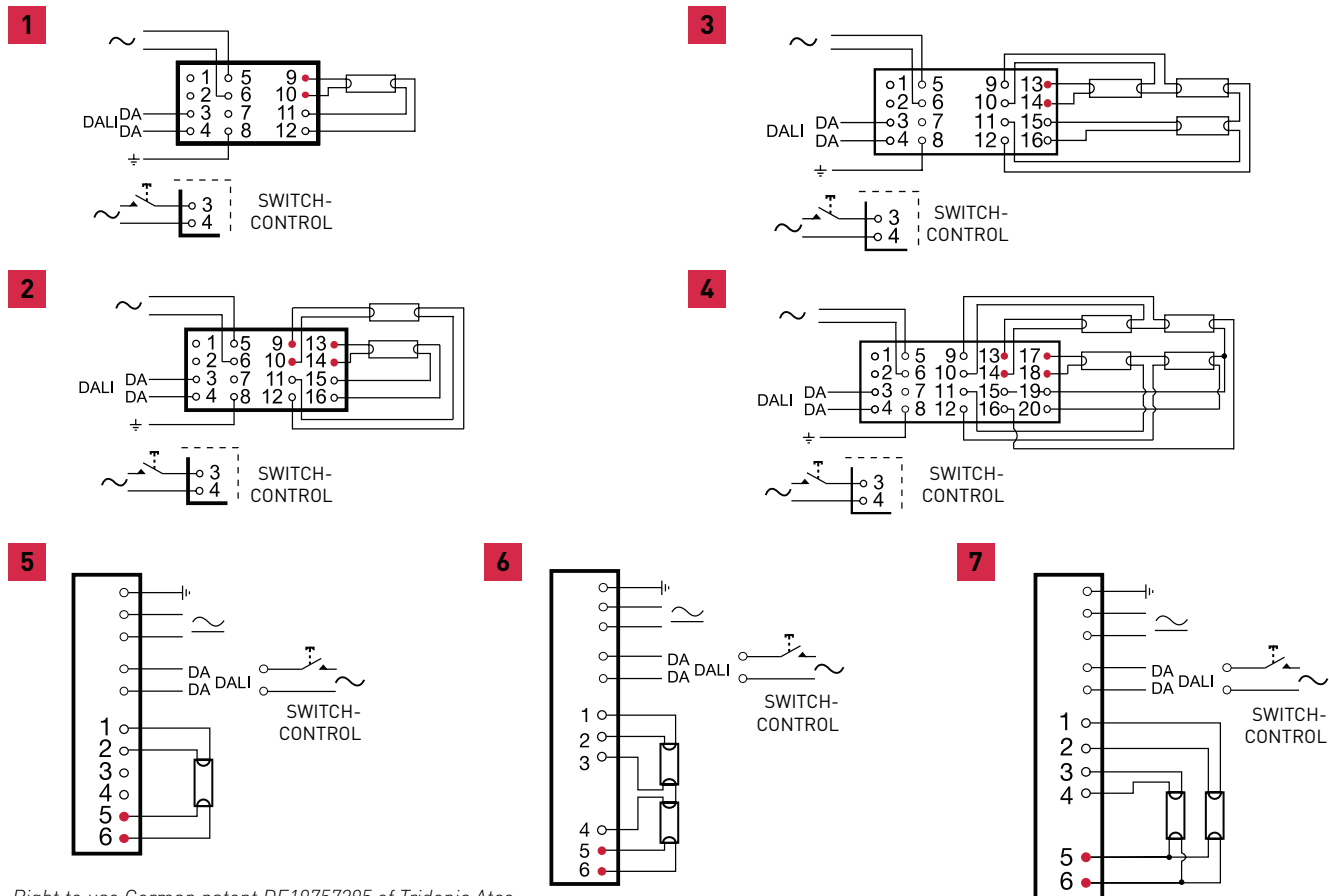 1
1 5 9
2 6 10
DALI DA 3 7 11
DA 4 8 12
3 SWITCH-
4 CONTROL
3
1 5 9 13
2 6 10 14
DALI DA 3 7 11 15
DA 4 8 12 16
3 SWITCH-
4 CONTROL
2
1 5 9 13
2 6 10 14
DALI DA 3 7 11 15
DA 4 8 12 16
3 SWITCH-
4 CONTROL
4
1 5 9 13 17
2 6 10 14 18
DALI DA 3 7 11 15 19
DA 4 8 12 16 20
3 SWITCH-
4 CONTROL
5
DA DALI
DA
SWITCH-
CONTROL
1
2
3
4
5
6
6
DA DALI
DA
SWITCH-
CONTROL
1
2
3
4
5
6
7
DA DALI
DA
SWITCH-
CONTROL
1
2
3
4
5
6